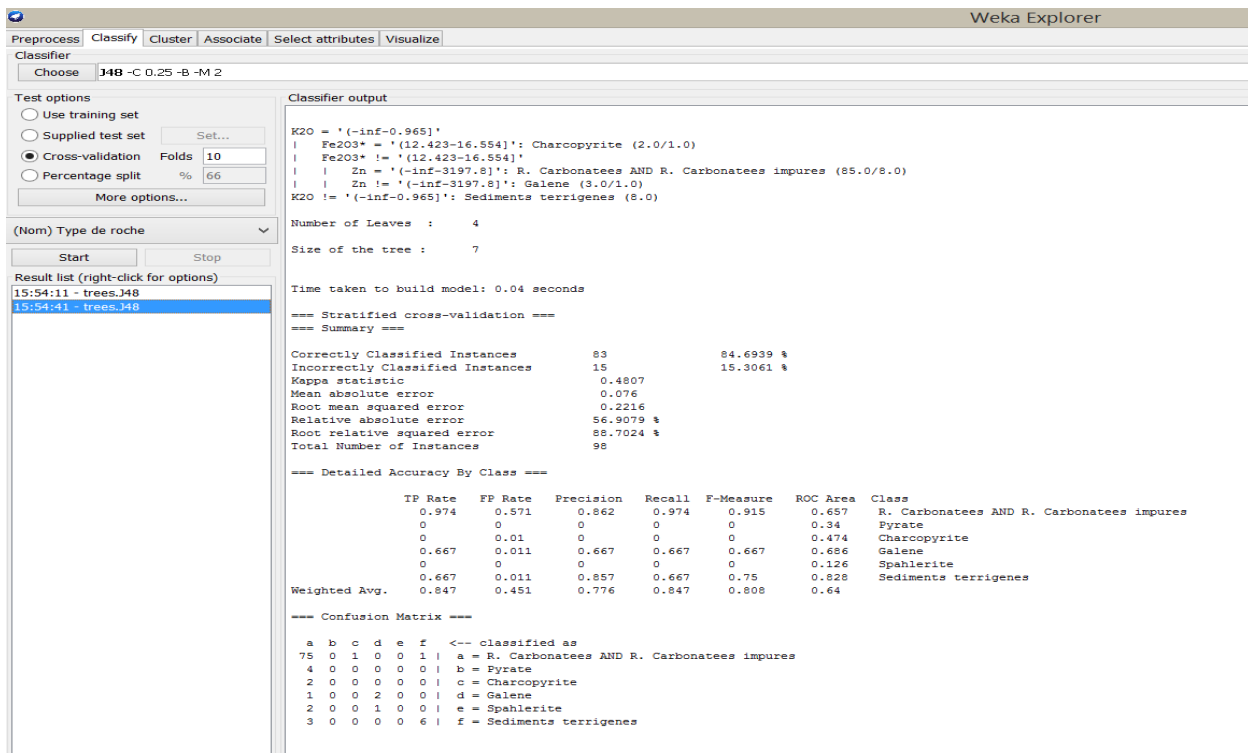 Weka Explorer
Preprocess Classify Cluster Associate Select attributes Visualize
Classifier
Choose J48 -C 0.25 -B -M 2
Test options
Use training set
Supplied test set Set...
Cross-validation Folds 10
Percentage split % 66
More options...
(Nom) Type de roche
Start Stop
Result list (right-click for options)
15:54:11 - trees.J48
15:54:41 - trees.J48
Classifier output
K2O = '(-inf-0.965]'
| Fe2O3* = '(12.423-16.554]': Charcopyrite (2.0/1.0)
| Fe2O3* != '(12.423-16.554]'
| | Zn = '(-inf-3197.8]': R. Carbonatees AND R. Carbonatees impures (85.0/8.0)
| | Zn != '(-inf-3197.8]': Galene (3.0/1.0)
K2O != '(-inf-0.965]': Sediments terrigenes (8.0)
Number of Leaves : 4
Size of the tree : 7
Time taken to build model: 0.04 seconds
=== Stratified cross-validation ===
=== Summary ===
Correctly Classified Instances 83 84.6939 %
Incorrectly Classified Instances 15 15.3061 %
Kappa statistic 0.4807
Mean absolute error 0.076
Root mean squared error 0.2216
Relative absolute error 56.9079 %
Root relative squared error 88.7024 %
Total Number of Instances 98
=== Detailed Accuracy By Class ===
TP Rate FP Rate Precision Recall F-Measure ROC Area Class
0.974 0.571 0.862 0.974 0.915 0.657 R. Carbonatees AND R. Carbonatees impures
0 0 0 0 0 0.34 Pyrate
0 0.01 0 0 0 0.474 Charcopyrite
0.667 0.011 0.667 0.667 0.667 0.686 Galene
0 0 0 0 0 0.126 Spahlerite
0.667 0.011 0.857 0.667 0.75 0.828 Sediments terrigenes
Weighted Avg. 0.847 0.451 0.776 0.847 0.808 0.64
=== Confusion Matrix ===
a b c d e f <-- classified as
75 0 1 0 0 1 | a = R. Carbonatees AND R. Carbonatees impures
4 0 0 0 0 0 | b = Pyrate
2 0 0 0 0 0 | c = Charcopyrite
1 0 0 2 0 0 | d = Galene
2 0 0 1 0 0 | e = Spahlerite
3 0 0 0 0 6 | f = Sediments terrigenes